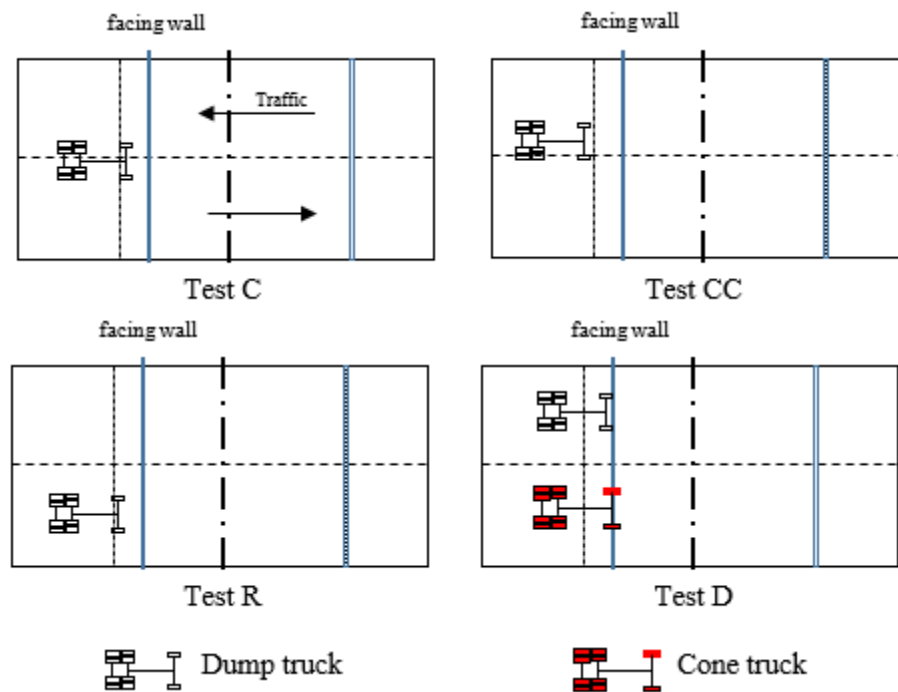 facing wall
facing wall
Traffic
Test C
Test CC
facing wall
facing wall
Test R
Test D
Dump truck
Cone truck